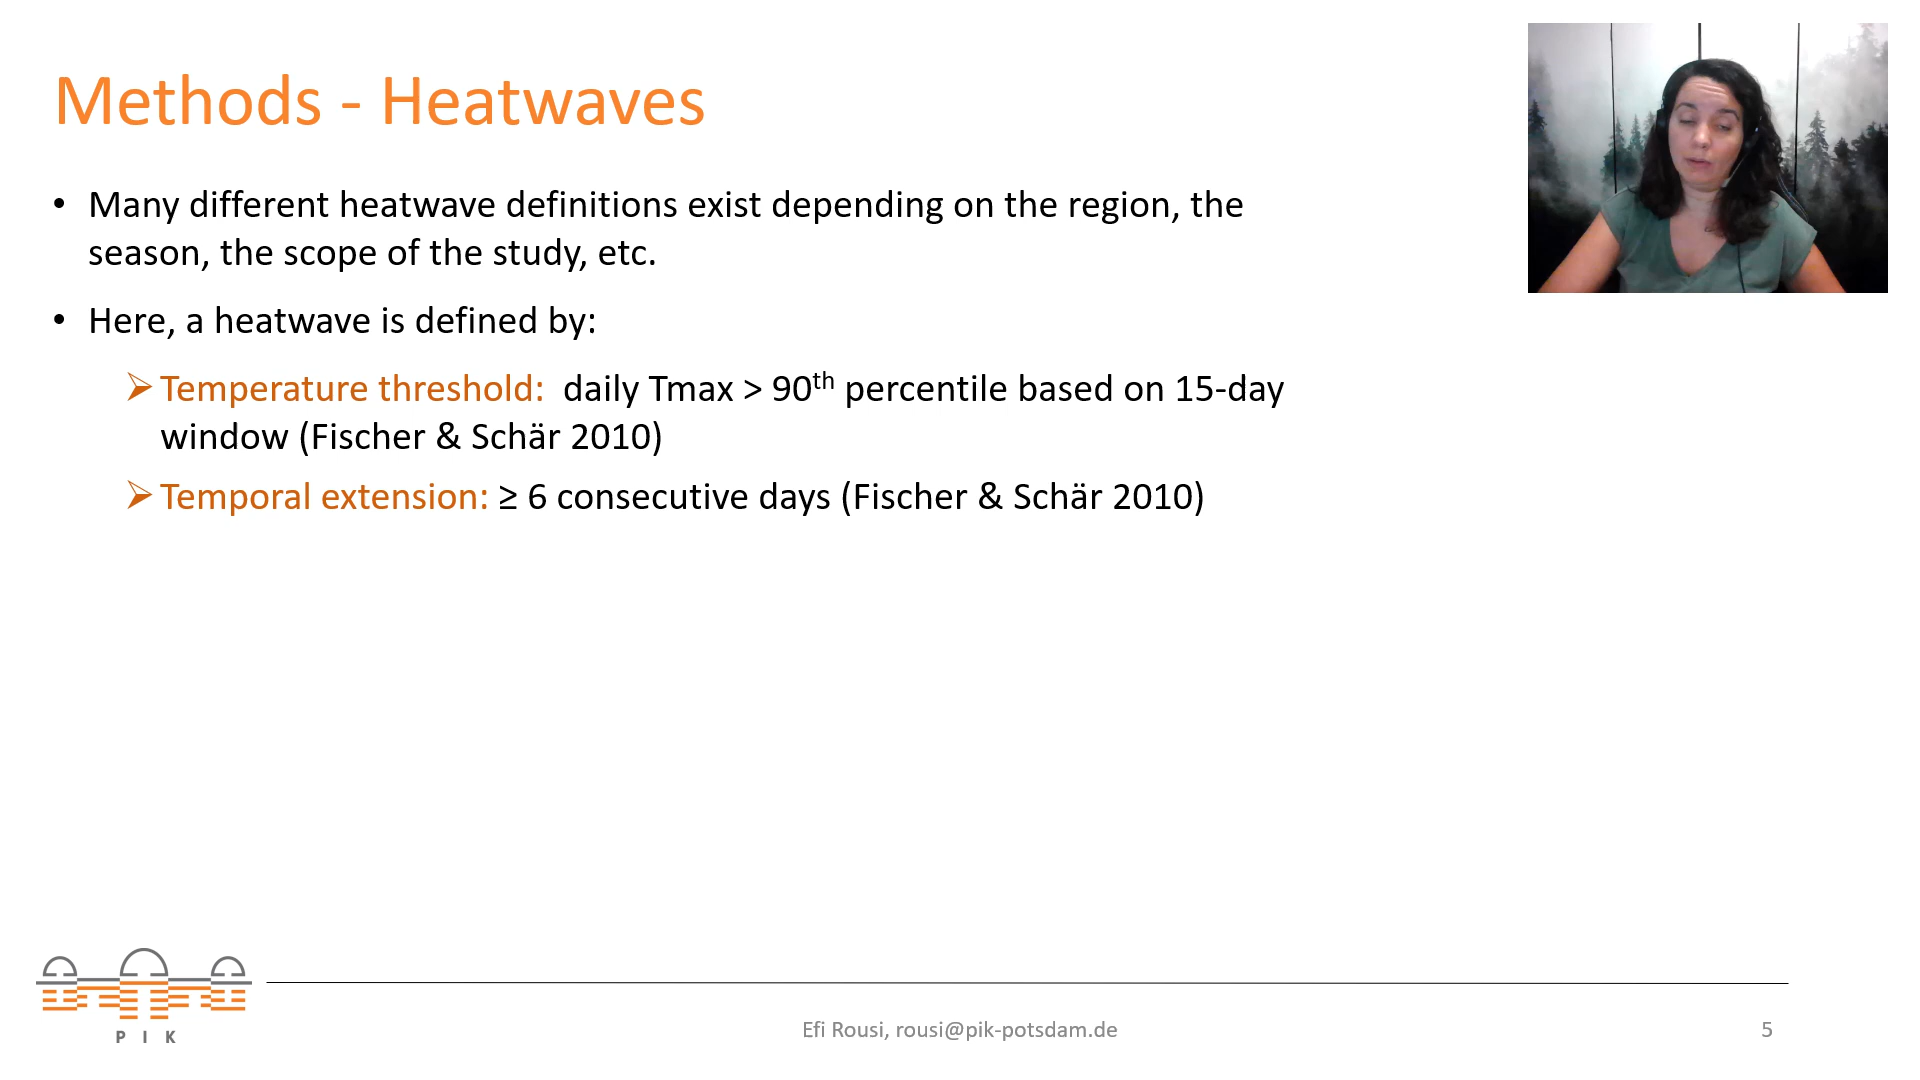 Methods - Heatwaves
• Many different heatwave definitions exist depending on the region, the
season, the scope of the study, etc.
• Here, a heatwave is defined by:
➢ Temperature threshold: daily Tmax > 90th percentile based on 15-day
window (Fischer & Schär 2010)
➢ Temporal extension: ≥ 6 consecutive days (Fischer & Schär 2010)
P I K
Efi Rousi, rousi@pik-potsdam.de
5